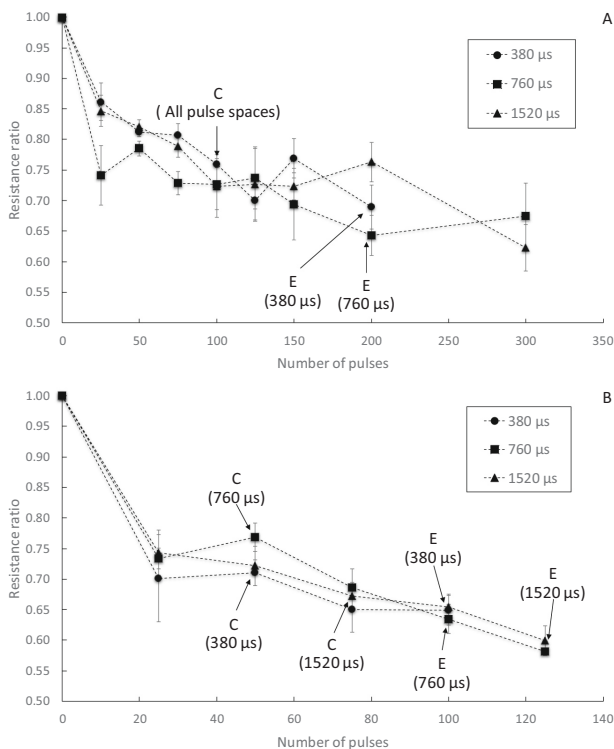 A
1.00
0.95
0.90
0.85
0.80
0.75
0.70
0.65
0.60
0.55
0.50
Resistance ratio
380 µs
760 µs
1520 µs
C
( All pulse spaces)
E
(380 µs)
E
(760 µs)
0 50 100 150 200 250 300 350
Number of pulses
B
1.00
0.95
0.90
0.85
0.80
0.75
0.70
0.65
0.60
0.55
0.50
Resistance ratio
380 µs
760 µs
1520 µs
C
(760 µs)
C
(380 µs)
C
(1520 µs)
E
(380 µs)
E
(760 µs)
E
(1520 µs)
0 20 40 60 80 100 120 140
Number of pulses